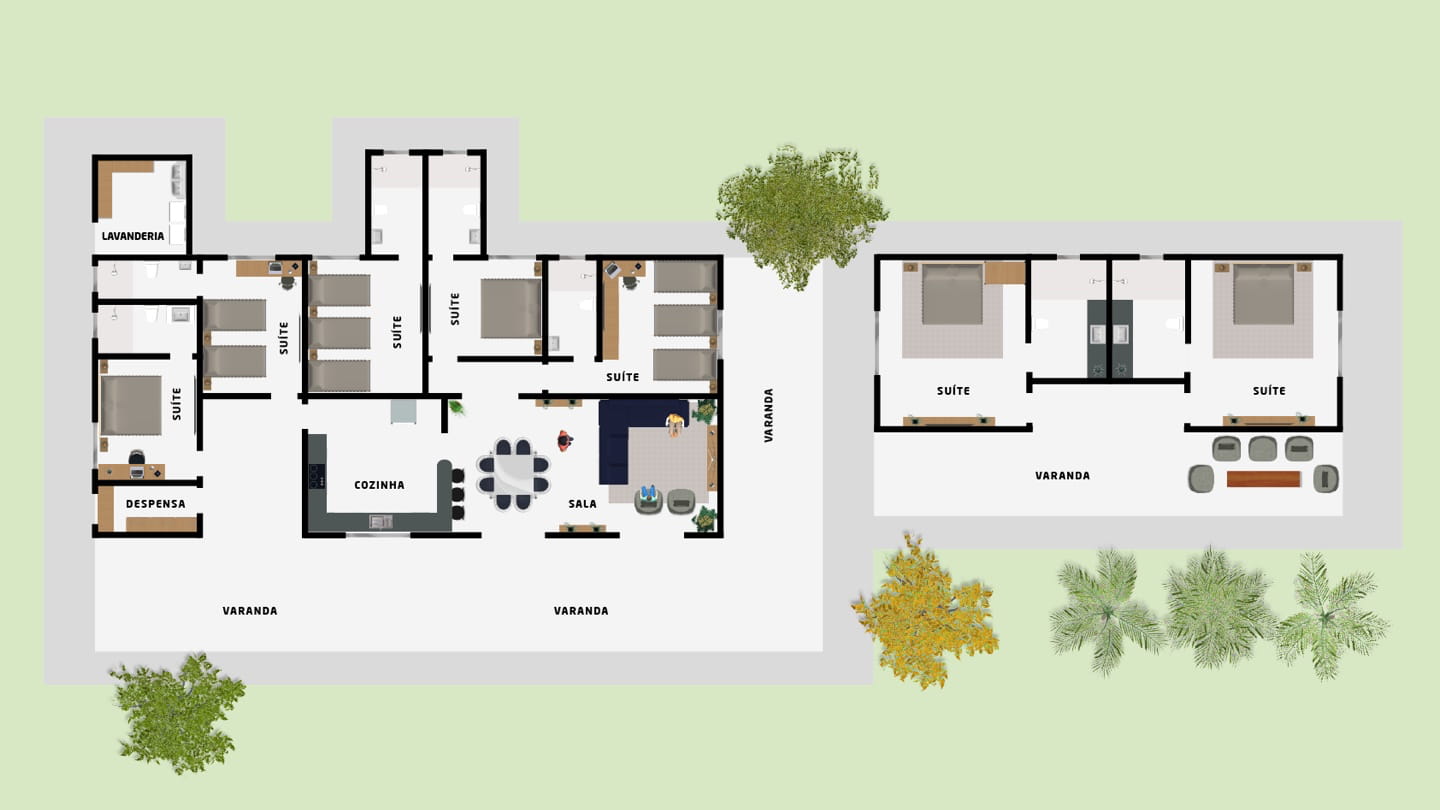 LAVANDERIA
SUÍTE
SUÍTE
SUÍTE
SUÍTE
SUÍTE
DESPENSA
COZINHA
SALA
VARANDA
VARANDA
VARANDA
SUÍTE
SUÍTE
VARANDA